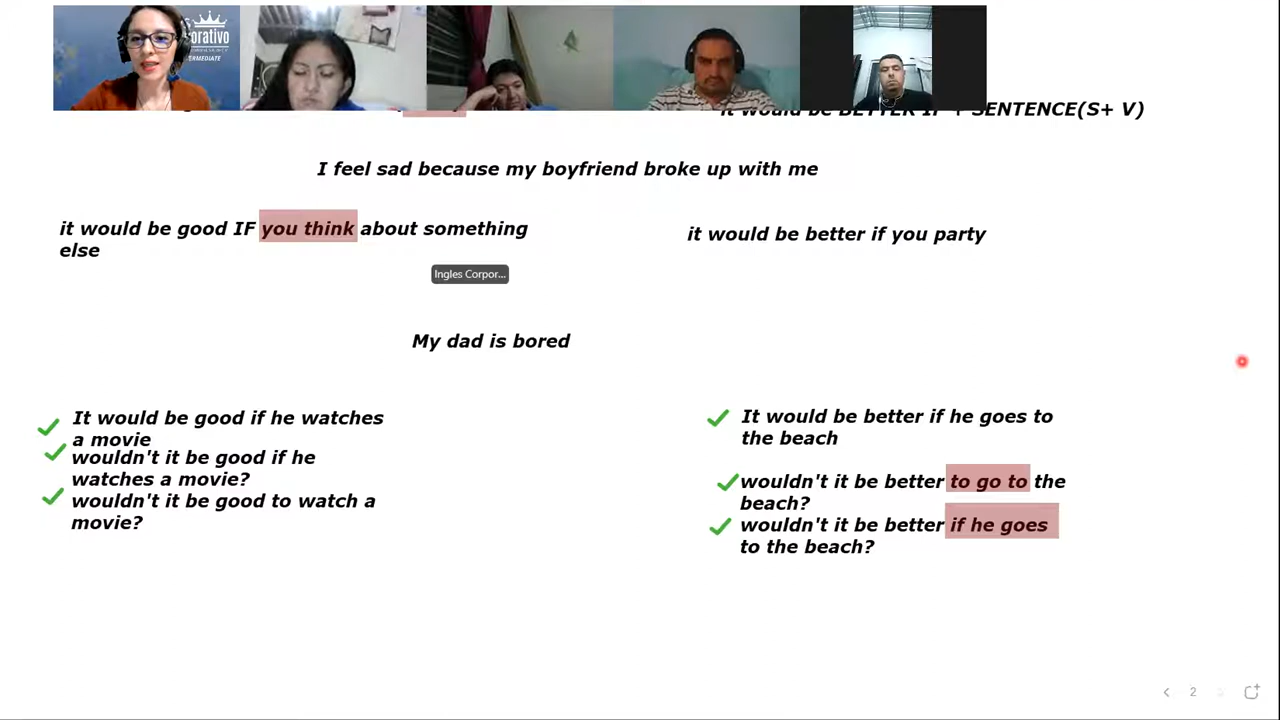 orativo
ERMEDIATE
it would be BETTER IF + SENTENCE(S+ V)
I feel sad because my boyfriend broke up with me
it would be good IF you think about something
else
it would be better if you party
Ingles Corpor...
My dad is bored
It would be good if he watches
a movie
wouldn't it be good if he
watches a movie?
wouldn't it be good to watch a
movie?
It would be better if he goes to
the beach
wouldn't it be better to go to the
beach?
wouldn't it be better if he goes
to the beach?
2